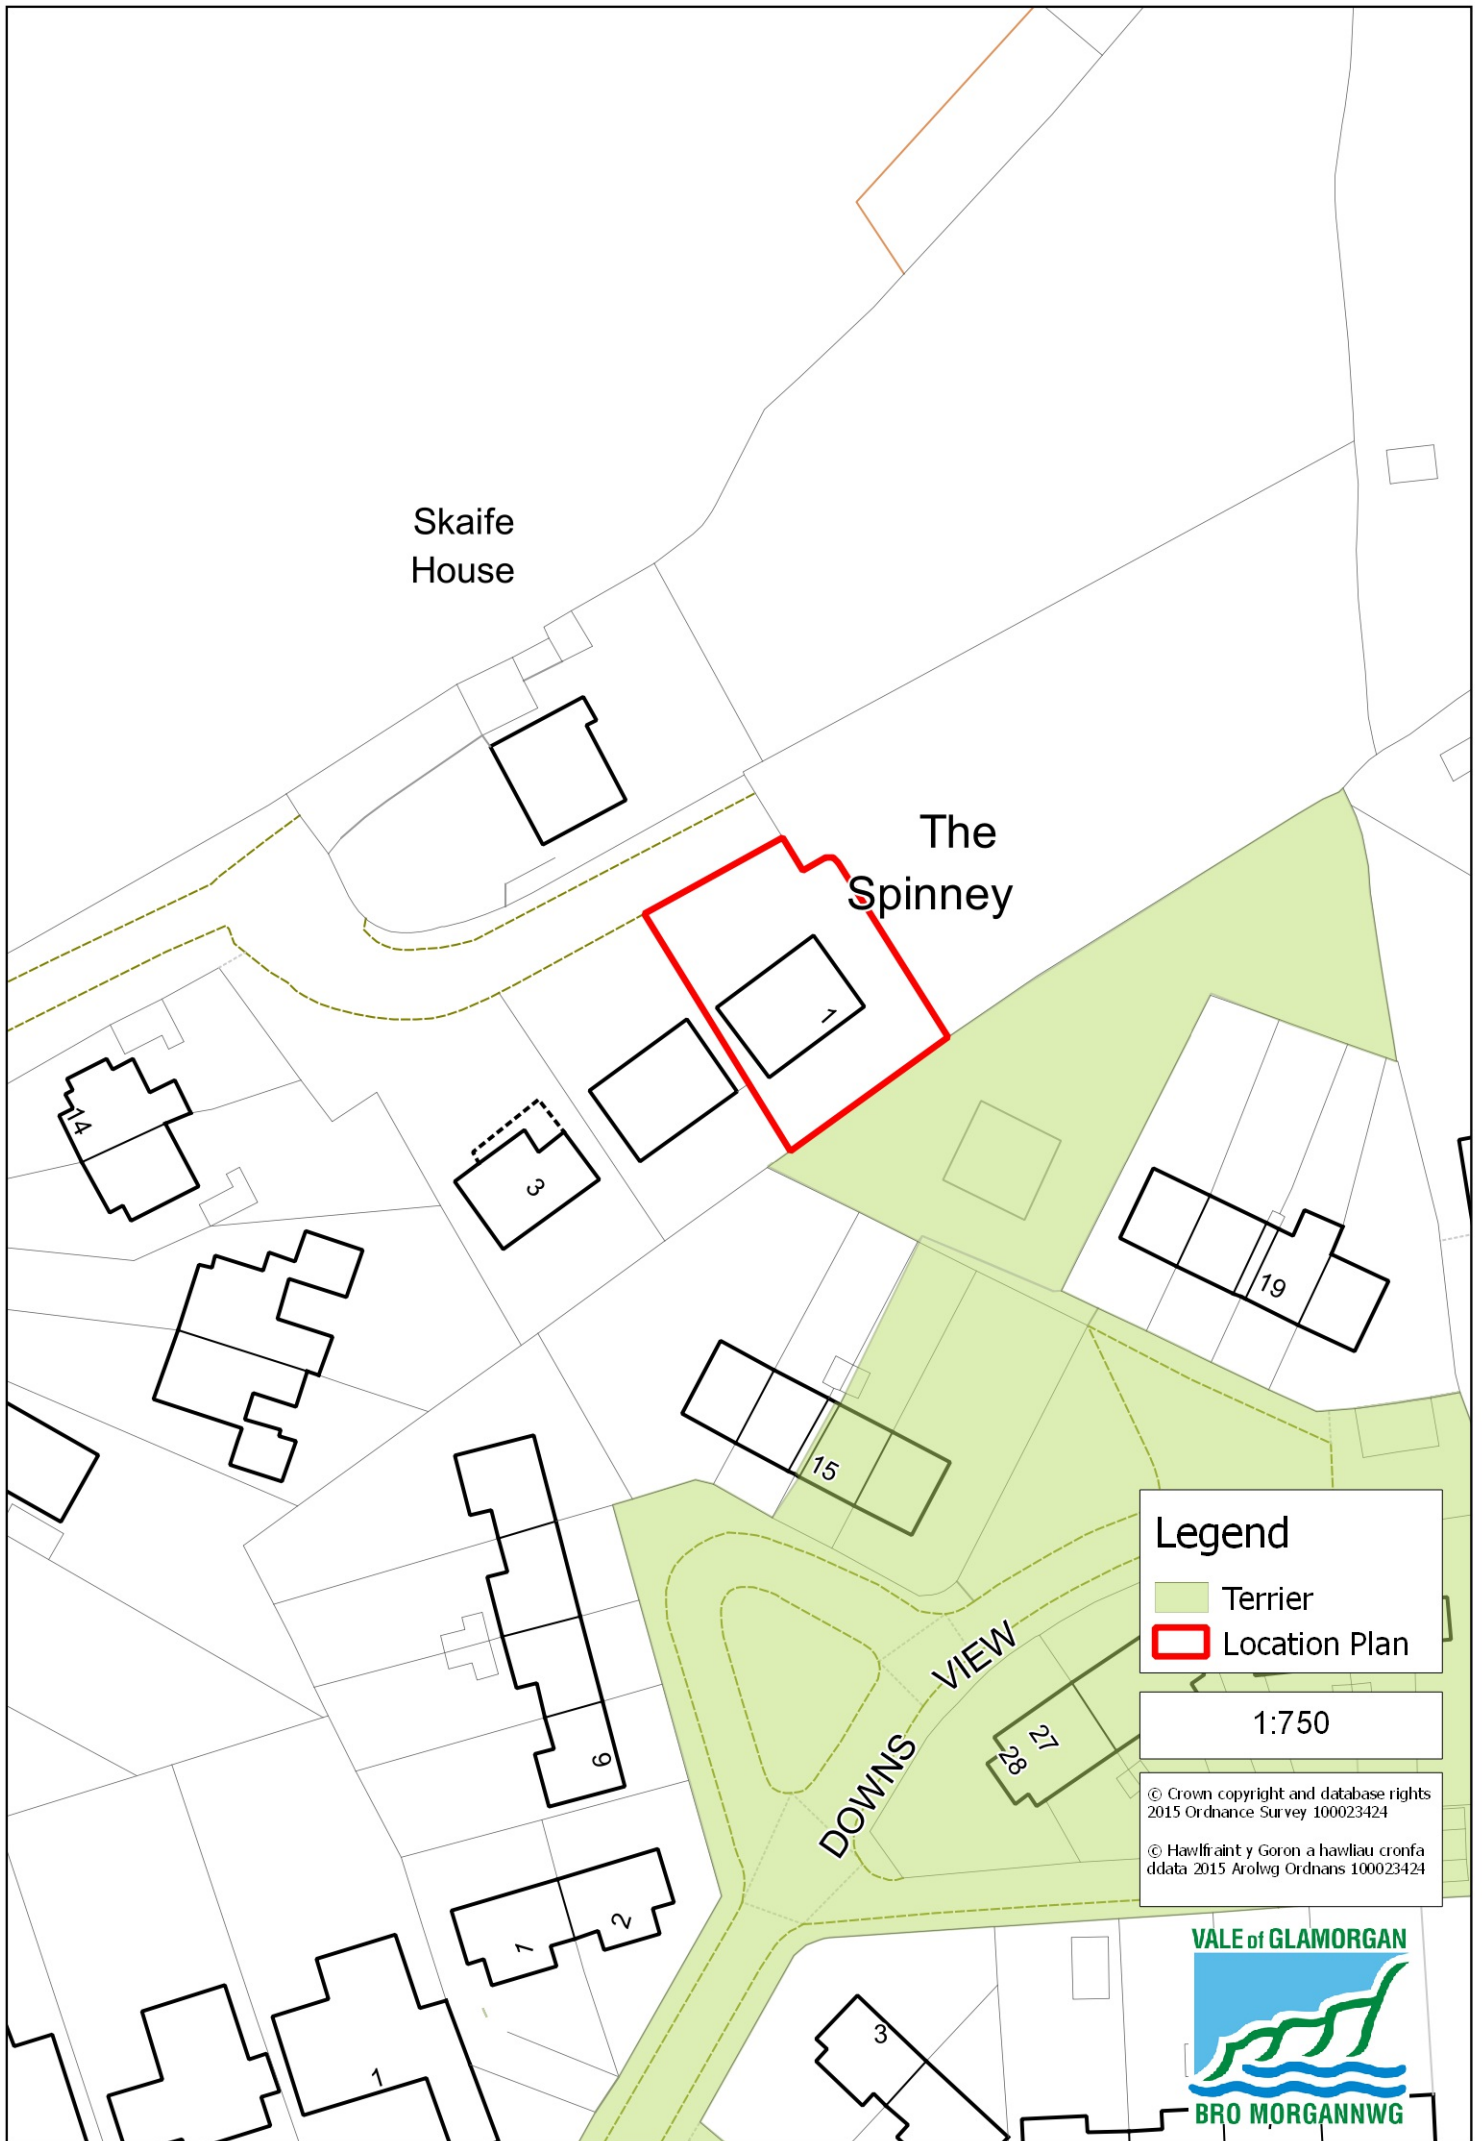 Skaife
House
The
Spinney
1
14
3
19
15
VIEW
DOWNS
27
28
9
1
2
1
3
Legend
Terrier
Location Plan
1:750
© Crown copyright and database rights
2015 Ordnance Survey 100023424
© Hawlfraint y Goron a hawliau cronfa
ddata 2015 Arolwg Ordnans 100023424
VALE of GLAMORGAN
BRO MORGANNWG